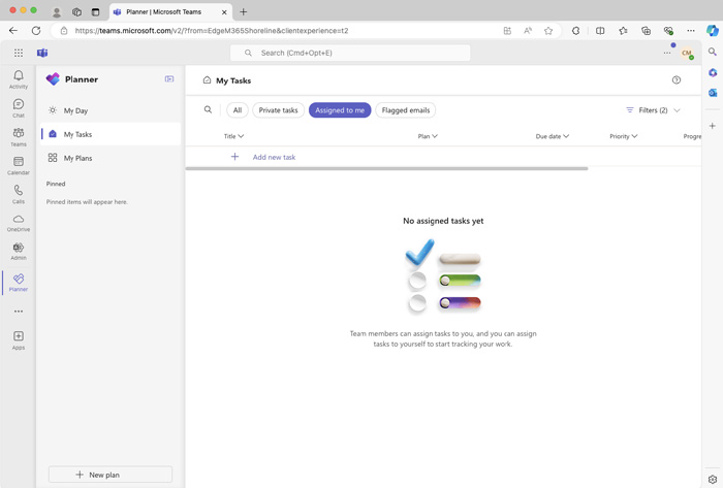 Planner | Microsoft Teams
https://teams.microsoft.com/v2/?from=EdgeM365Shoreline&clientexperience=t2
Search (Cmd+Opt+E)
CM
Activity
Chat
Teams
Calendar
Calls
OneDrive
Admin
Planner
Apps
Planner
My Day
My Tasks
My Plans
Pinned
Pinned items will appear here.
New plan
My Tasks
All
Private tasks
Assigned to me
Flagged emails
Filters (2)
Title
Plan
Due date
Priority
Progre
Add new task
No assigned tasks yet
Team members can assign tasks to you, and you can assign
tasks to yourself to start tracking your work.